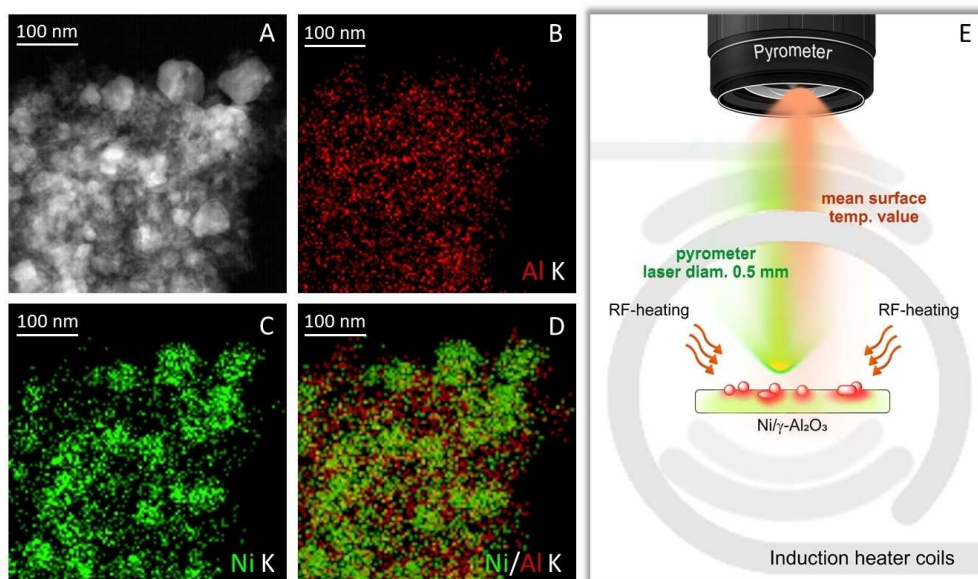 100 nm
A
100 nm
B
Al K
100 nm
C
Ni K
100 nm
D
Ni/Al K
E
Pyrometer
mean surface
temp. value
pyrometer
laser diam. 0.5 mm
RF-heating
RF-heating
Ni/γ-Al₂O₃
Induction heater coils